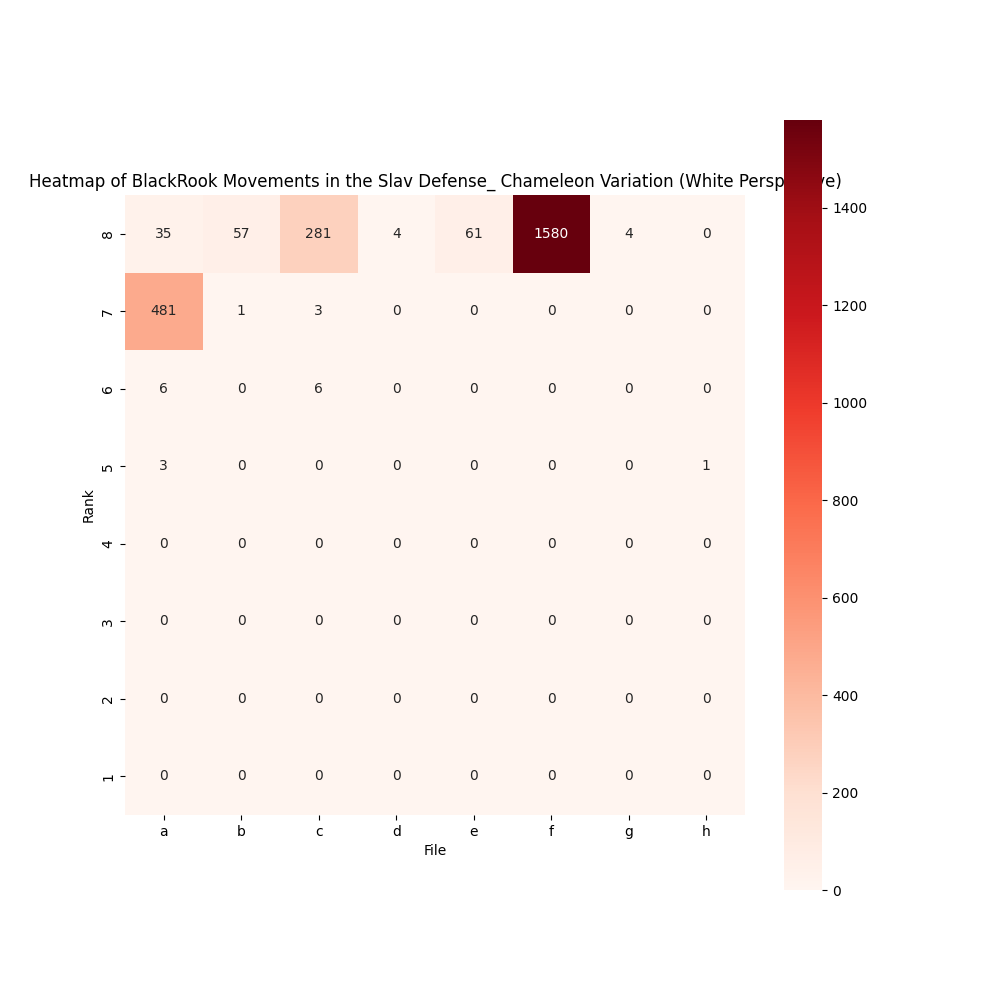 Heatmap of BlackRook Movements in the Slav Defense_ Chameleon Variation (White Perspective)
8 35 57 281 4 61 1580 4 0
7 481 1 3 0 0 0 0 0
6 6 0 6 0 0 0 0 0
5 3 0 0 0 0 0 0 1
4 0 0 0 0 0 0 0 0
3 0 0 0 0 0 0 0 0
2 0 0 0 0 0 0 0 0
1 0 0 0 0 0 0 0 0
Rank
a b c d e f g h
File
1400
1200
1000
800
600
400
200
0